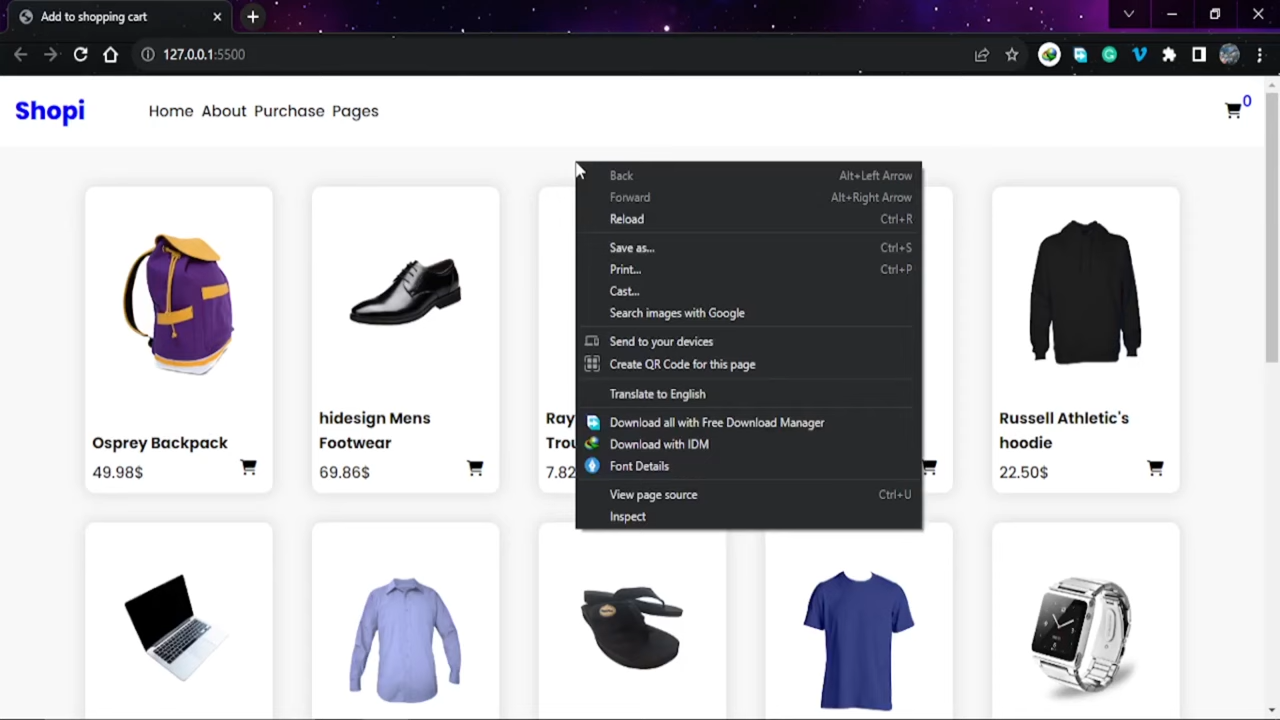 Add to shopping cart
127.0.0.1:5500
Shopi
Home About Purchase Pages
0
Back Alt+Left Arrow
Forward Alt+Right Arrow
Reload Ctrl+R
Save as... Ctrl+S
Print... Ctrl+P
Cast...
Search images with Google
Send to your devices
Create QR Code for this page
Translate to English
Download all with Free Download Manager
Download with IDM
Font Details
View page source Ctrl+U
Inspect
Osprey Backpack
49.98$
hidesign Mens
Footwear
69.86$
Ray
Trou
7.82
Russell Athletic's
hoodie
22.50$